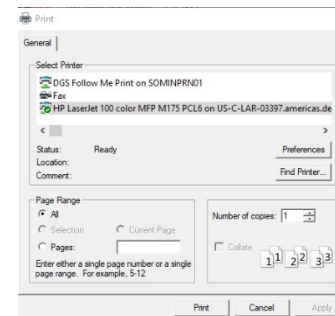 Print
General
Select Printer
DGS Follow Me Print on SOMINPRN01
Fax
HP LaserJet 100 color MFP M175 PCL6 on US-C-LAR-03397.americas.de
Status: Ready
Preferences
Location:
Comment:
Find Printer...
Page Range
All
Selection Current Page
Pages:
Enter either a single page number or a single
page range. For example, 5-12
Number of copies: 1
Collate
1 1 2 2 3 3
Print Cancel Apply